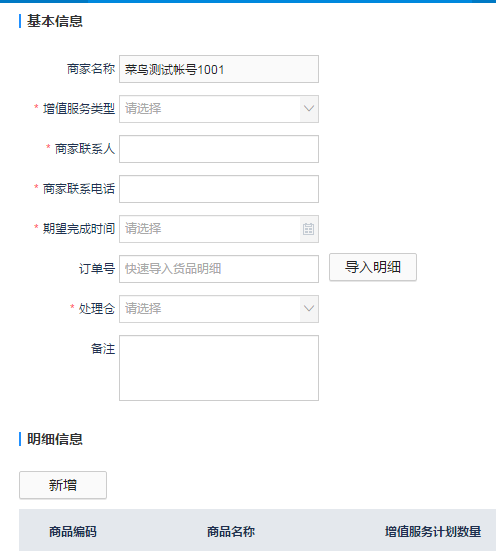 基本信息
商家名称 菜鸟测试帐号1001
* 增值服务类型 请选择
* 商家联系人
* 商家联系电话
* 期望完成时间 请选择
订单号 快速导入货品明细 导入明细
* 处理仓 请选择
备注
明细信息
新增
商品编码 商品名称 增值服务计划数量